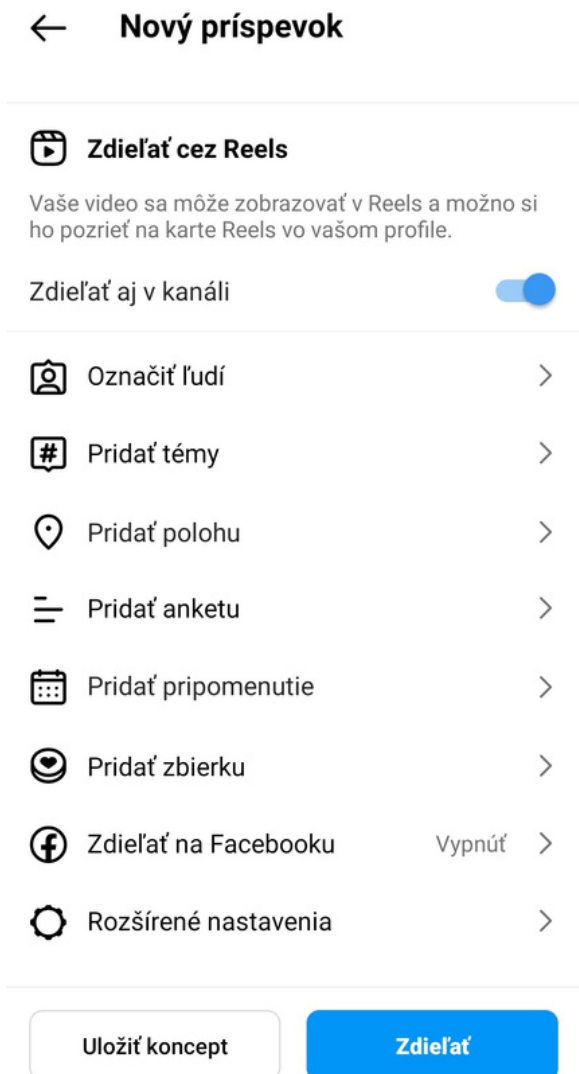 Nový príspevok
Zdieľať cez Reels
Vaše video sa môže zobrazovať v Reels a možno si
ho pozrieť na karte Reels vo vašom profile.
Zdieľať aj v kanáli
Označiť ľudí
Pridať témy
Pridať polohu
Pridať anketu
Pridať pripomenutie
Pridať zbierku
Zdieľať na Facebooku Vypnúť
Rozšírené nastavenia
Uložiť koncept Zdieľať